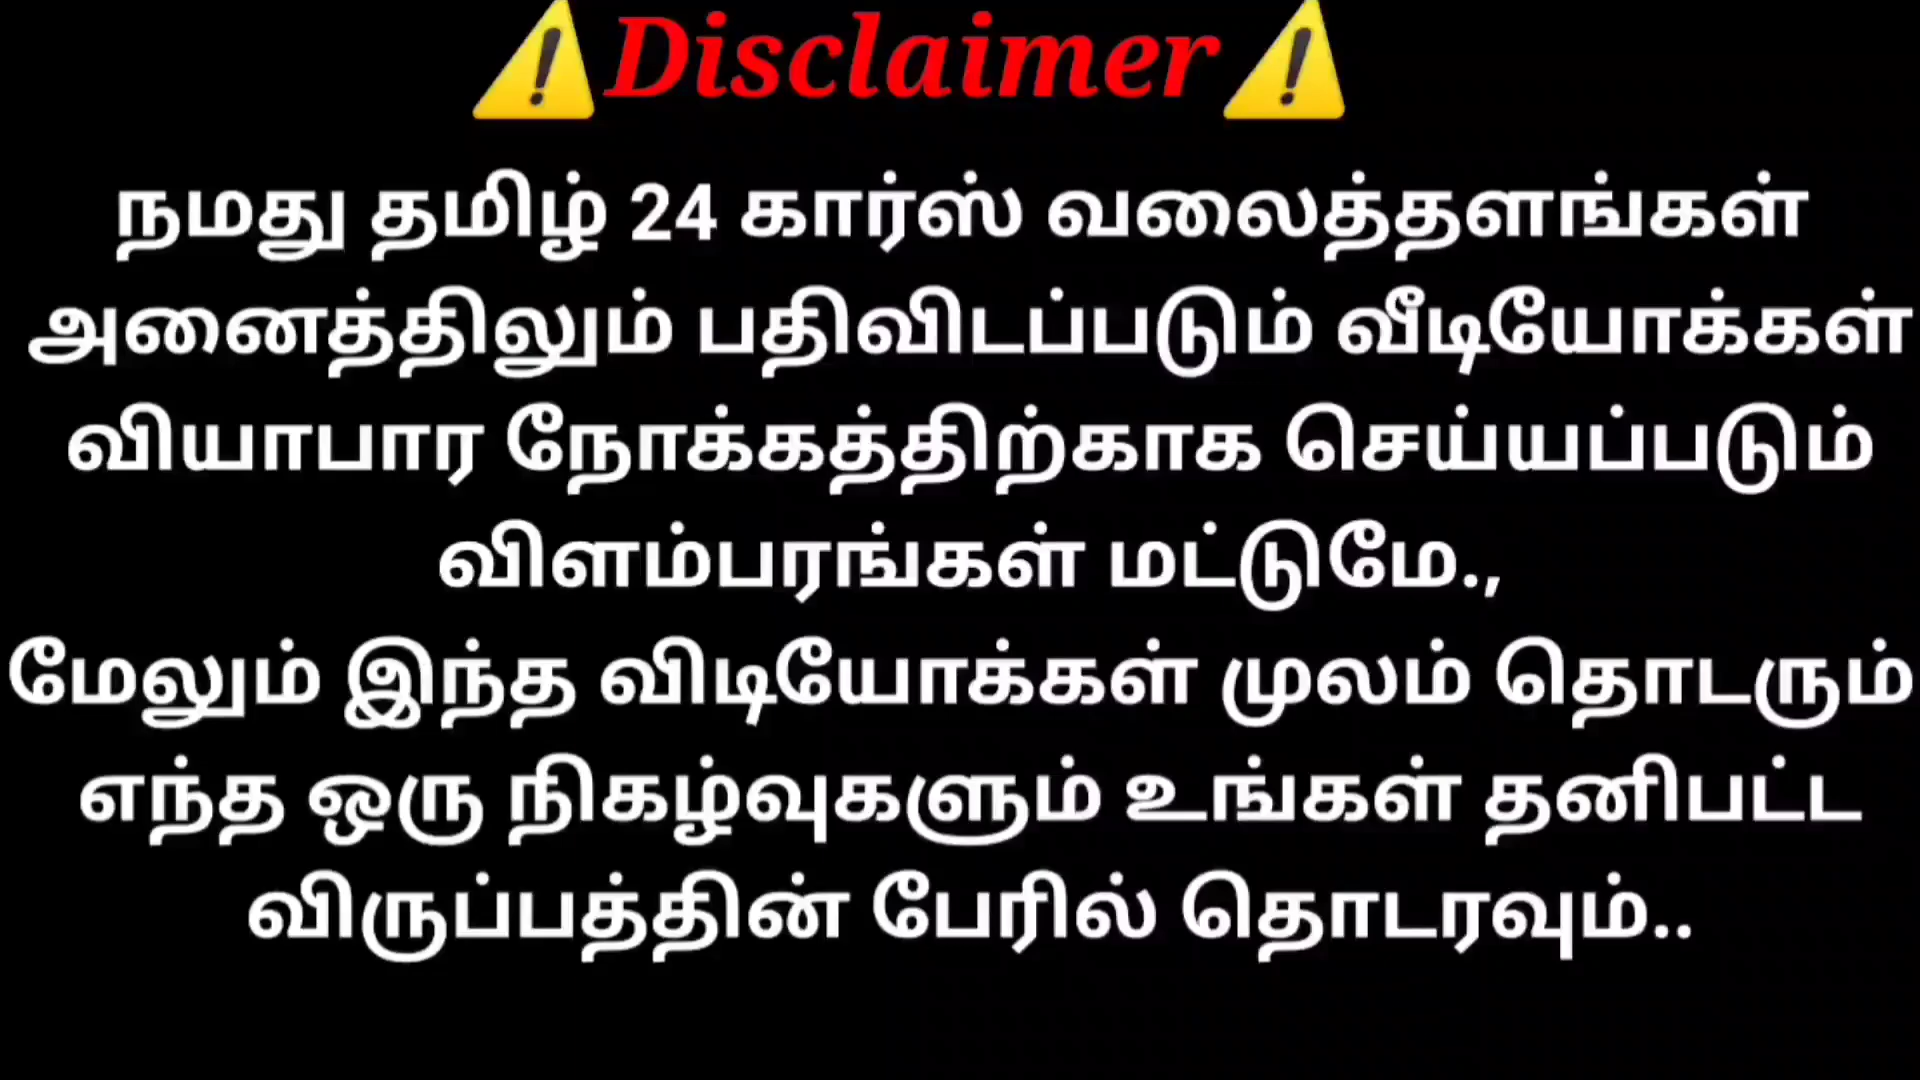 ⚠️Disclaimer⚠️
நமது தமிழ் 24 கார்ஸ் வலைத்தளங்கள்
அனைத்திலும் பதிவிடப்படும் வீடியோக்கள்
வியாபார நோக்கத்திற்காக செய்யப்படும்
விளம்பரங்கள் மட்டுமே.,
மேலும் இந்த விடியோக்கள் முலம் தொடரும்
எந்த ஒரு நிகழ்வுகளும் உங்கள் தனிபட்ட
விருப்பத்தின் பேரில் தொடரவும்..